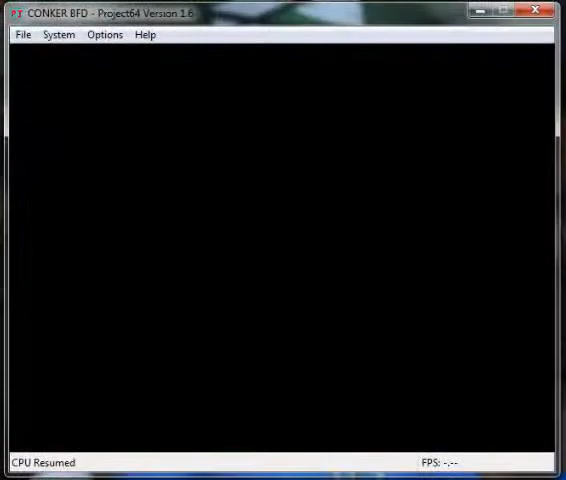 CONKER BFD - Project64 Version 1.6
File System Options Help
CPU Resumed FPS: -.--